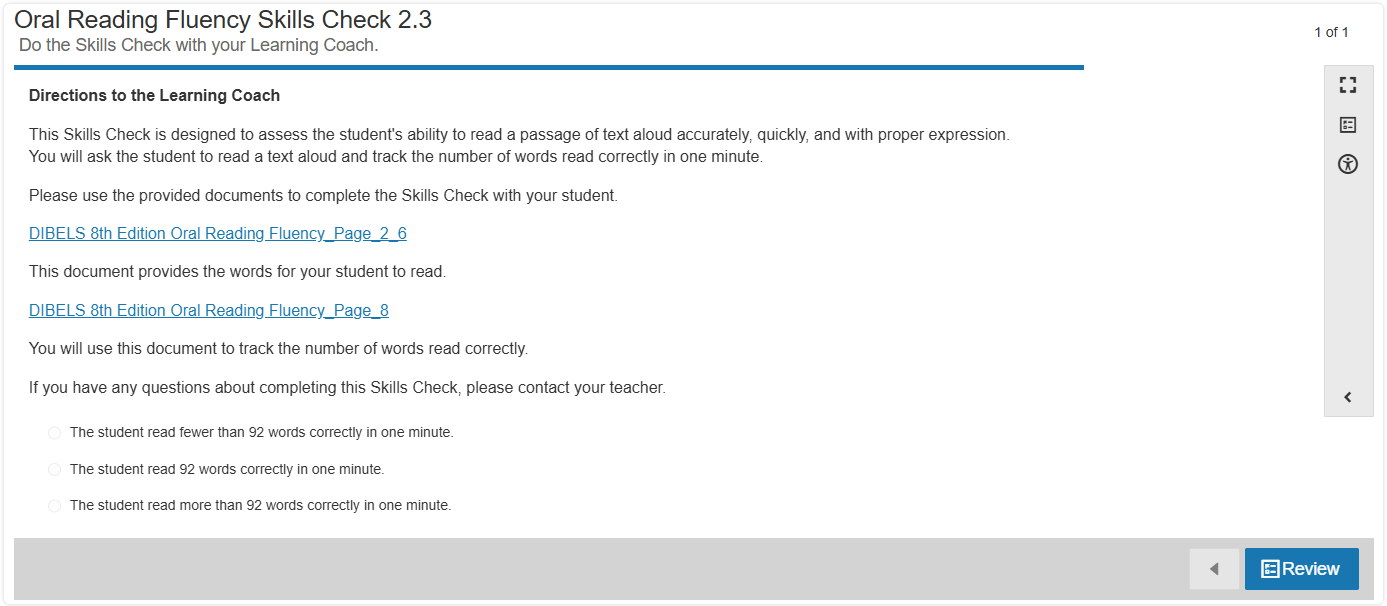 Oral Reading Fluency Skills Check 2.3
Do the Skills Check with your Learning Coach.
1 of 1
Directions to the Learning Coach
This Skills Check is designed to assess the student's ability to read a passage of text aloud accurately, quickly, and with proper expression.
You will ask the student to read a text aloud and track the number of words read correctly in one minute.
Please use the provided documents to complete the Skills Check with your student.
DIBELS 8th Edition Oral Reading Fluency_Page_2_6
This document provides the words for your student to read.
DIBELS 8th Edition Oral Reading Fluency_Page_8
You will use this document to track the number of words read correctly.
If you have any questions about completing this Skills Check, please contact your teacher.
The student read fewer than 92 words correctly in one minute.
The student read 92 words correctly in one minute.
The student read more than 92 words correctly in one minute.
Review